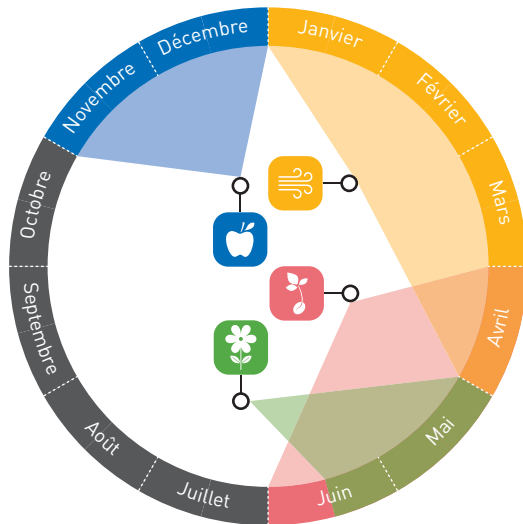 Janvier
Février
Mars
Avril
Mai
Juin
Juillet
Août
Septembre
Octobre
Novembre
Décembre